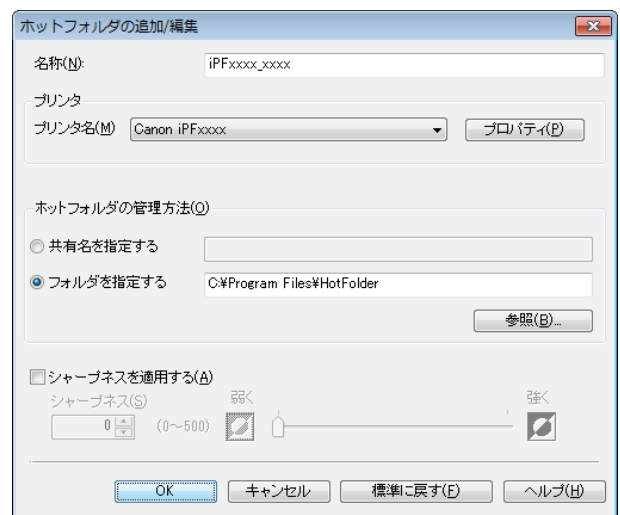 ホットフォルダの追加/編集
名称(N):
iPFxxxx_xxxx
プリンタ
プリンタ名(M) Canon iPFxxxx プロパティ(P)
ホットフォルダの管理方法(O)
共有名を指定する
フォルダを指定する C:¥Program Files¥HotFolder
参照(B)...
シャープネスを適用する(A)
シャープネス(S) 弱く 強く
0 (0～500)
OK キャンセル 標準に戻す(F) ヘルプ(H)